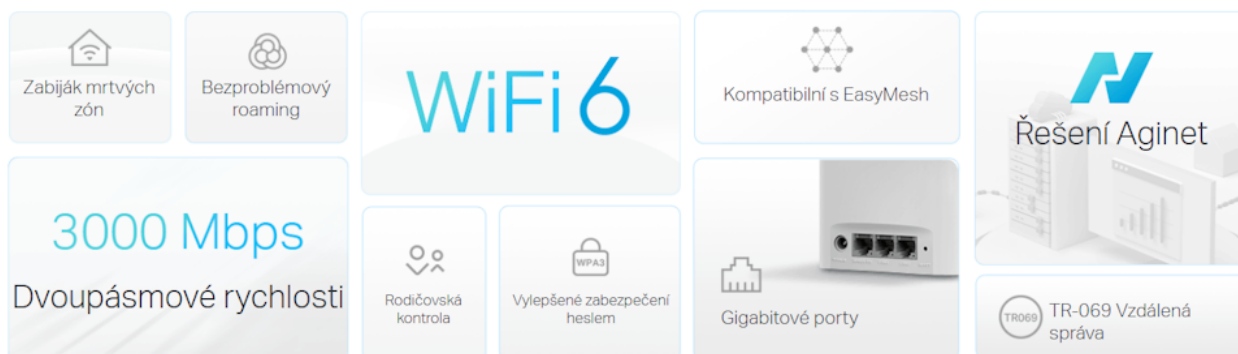 Zabiják mrtvých
zón
Bezproblémový
roaming
WiFi 6
Kompatibilní s EasyMesh
Řešení Aginet
3000 Mbps
Dvoupásmové rychlosti
Rodičovská
kontrola
WPA3
Vylepšené zabezpečení
heslem
Gigabitové porty
TR069
TR-069 Vzdálená
správa